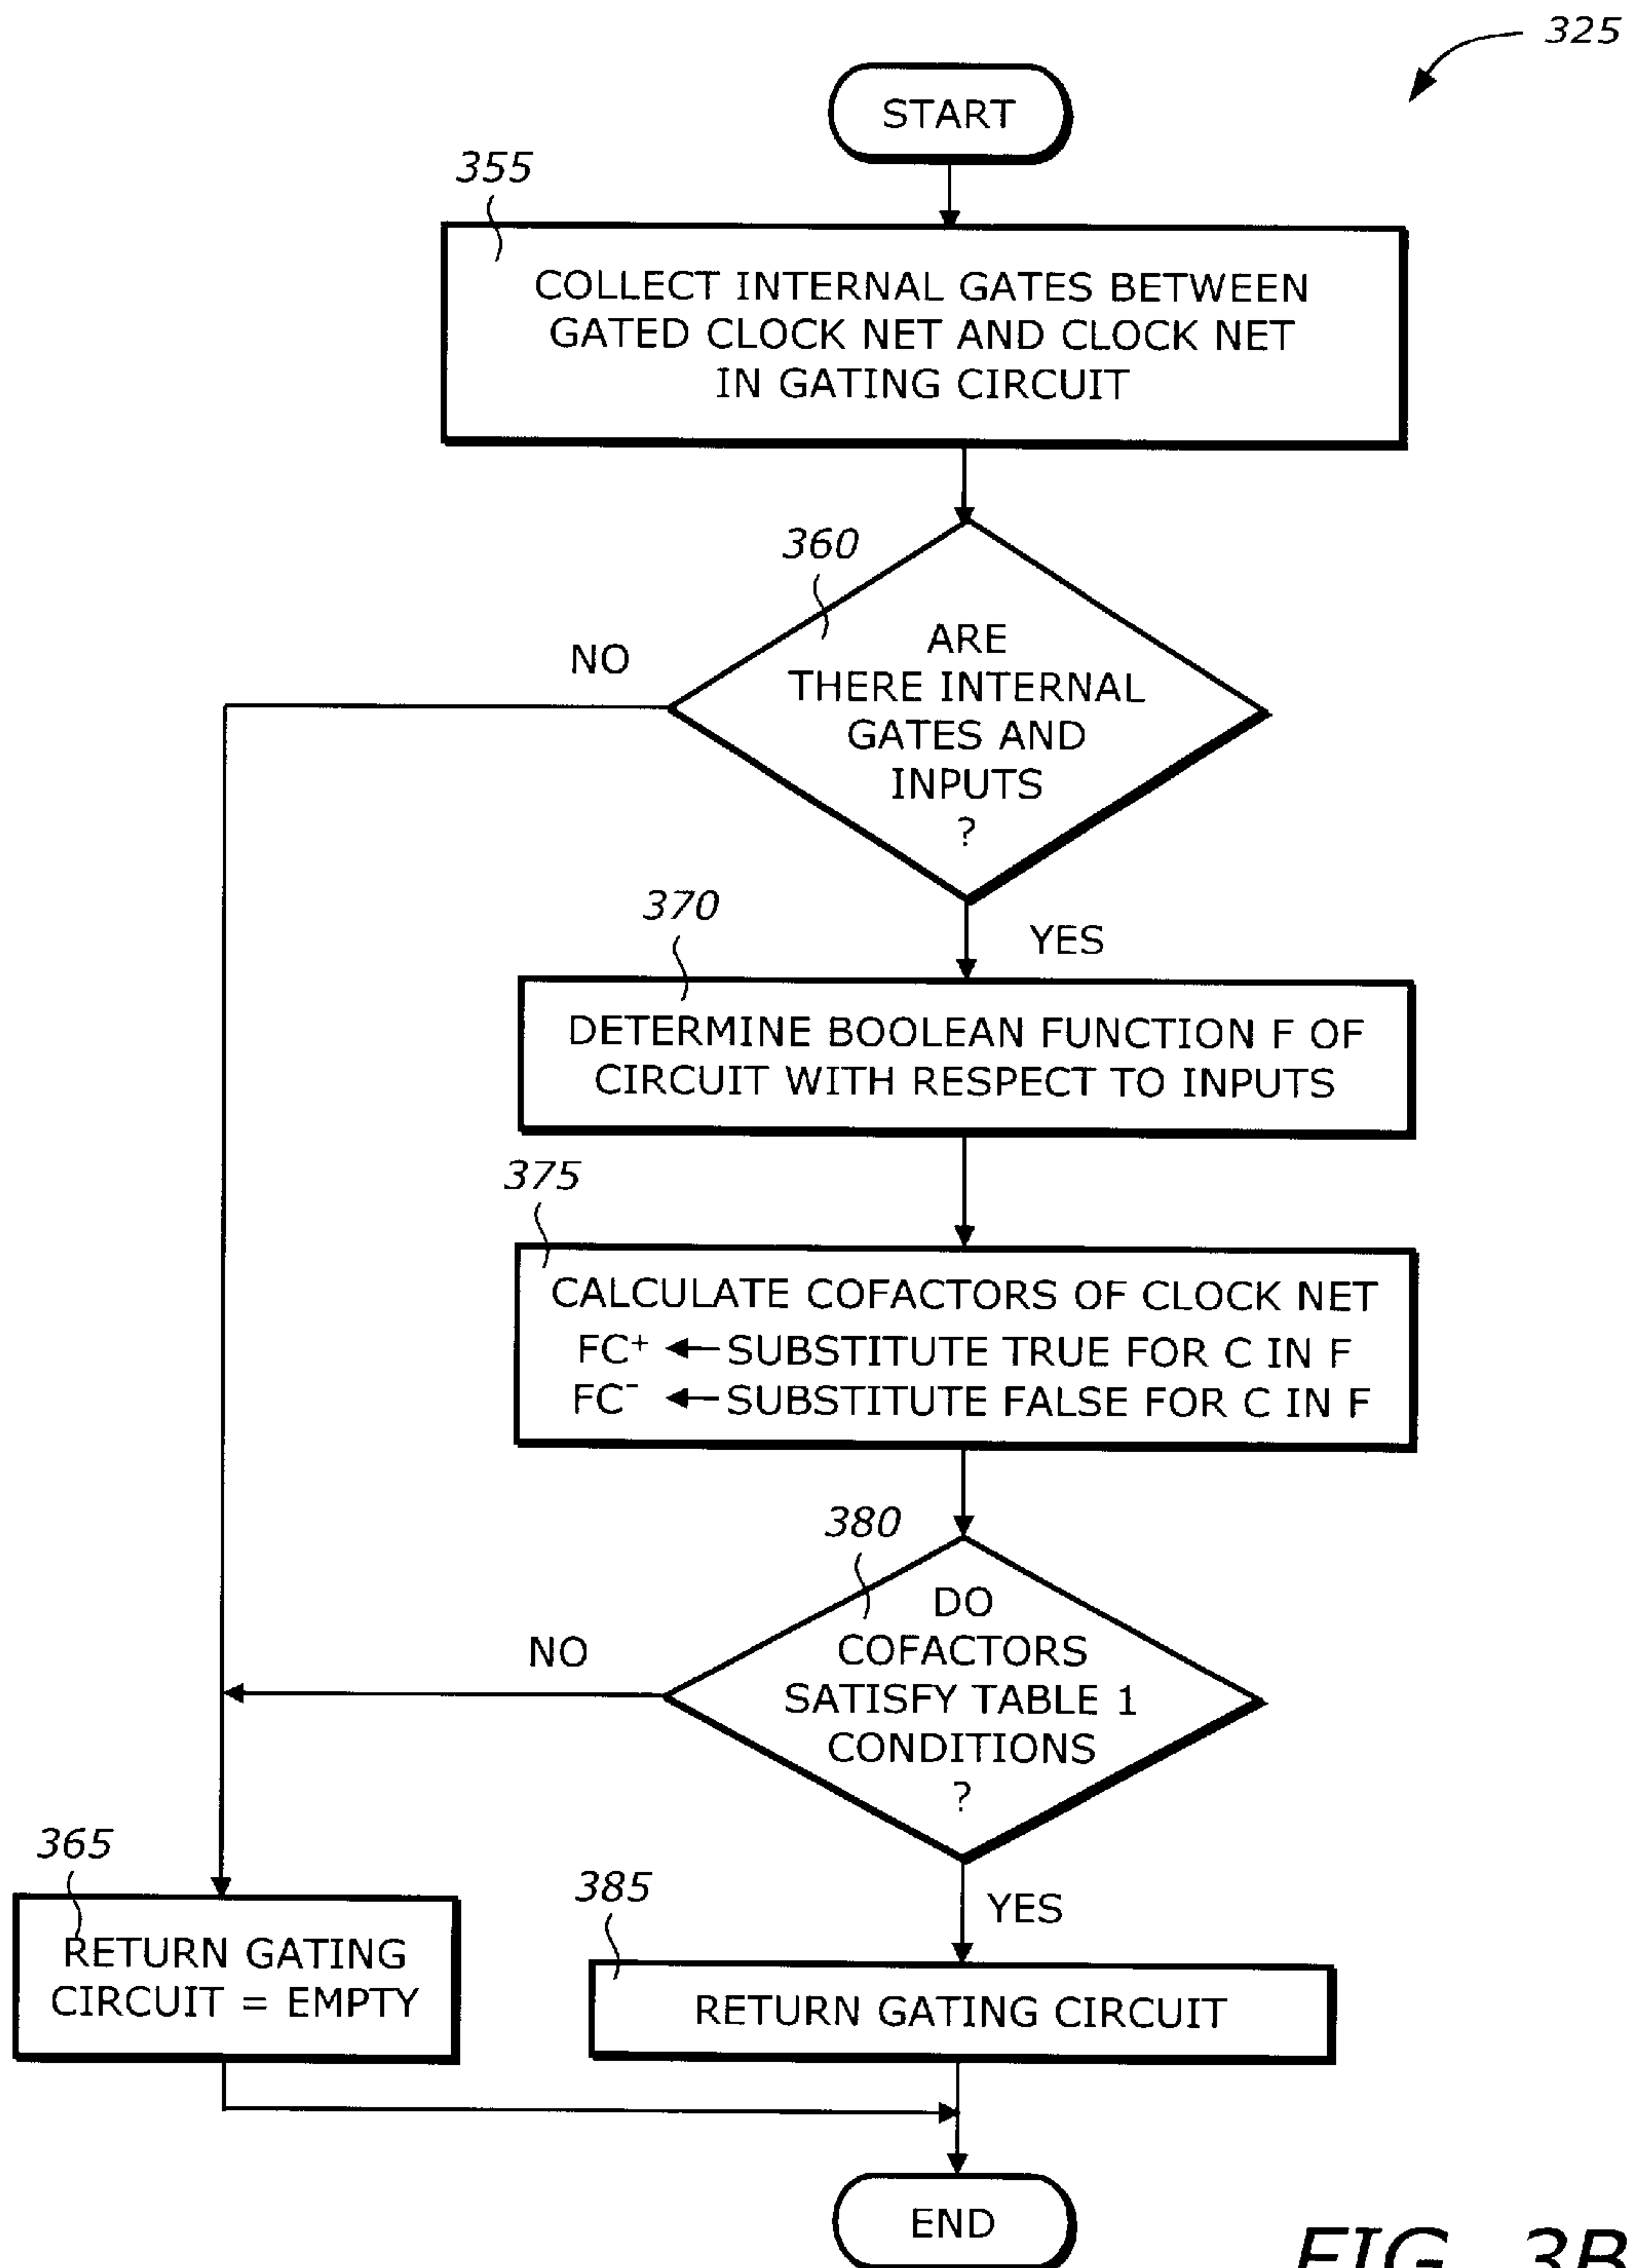 325
START
355
COLLECT INTERNAL GATES BETWEEN
GATED CLOCK NET AND CLOCK NET
IN GATING CIRCUIT
360
NO
ARE
THERE INTERNAL
GATES AND
INPUTS
?
370
YES
DETERMINE BOOLEAN FUNCTION F OF
CIRCUIT WITH RESPECT TO INPUTS
375
CALCULATE COFACTORS OF CLOCK NET
FC⁺ ← SUBSTITUTE TRUE FOR C IN F
FC⁻ ← SUBSTITUTE FALSE FOR C IN F
380
NO
DO
COFACTORS
SATISFY TABLE 1
CONDITIONS
?
365
385
YES
RETURN GATING
CIRCUIT = EMPTY
RETURN GATING CIRCUIT
END
FIG. 3B